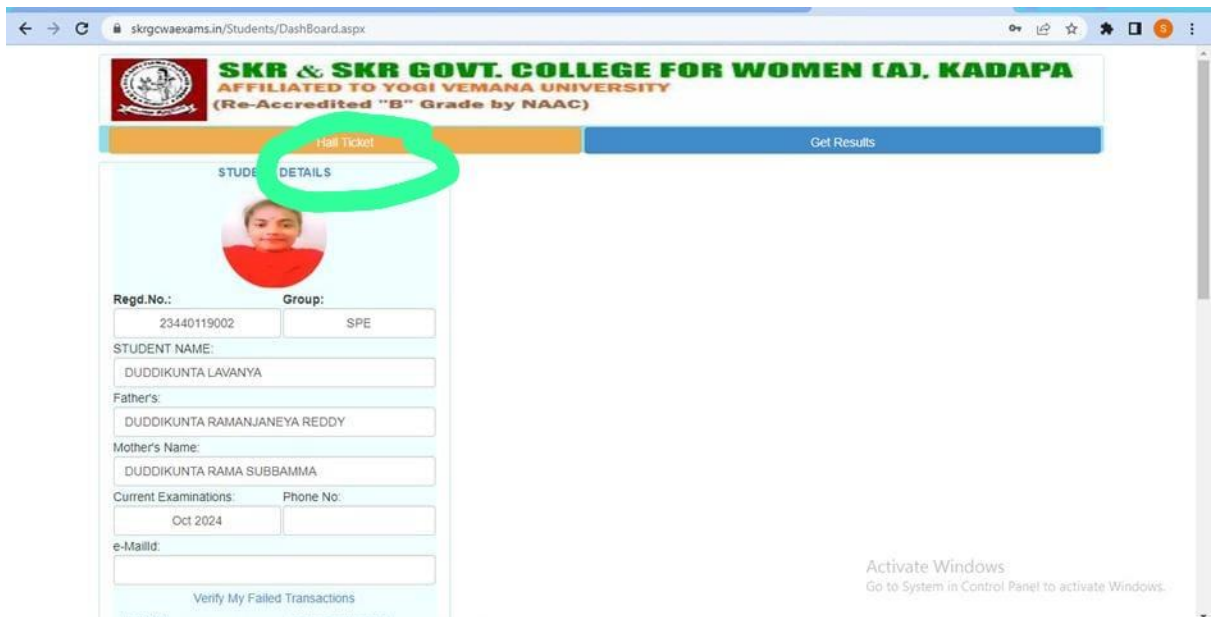 skrgcwaexams.in/Students/DashBoard.aspx
S
SKR & SKR GOVT. COLLEGE FOR WOMEN (A), KADAPA
AFFILIATED TO YOGI VEMANA UNIVERSITY
(Re-Accredited "B" Grade by NAAC)
Hall Ticket Get Results
STUDE DETAILS
Regd.No.: Group:
23440119002 SPE
STUDENT NAME:
DUDDIKUNTA LAVANYA
Father's:
DUDDIKUNTA RAMANJANEYA REDDY
Mother's Name:
DUDDIKUNTA RAMA SUBBAMMA
Current Examinations: Phone No:
Oct 2024
e-MailId:
Verify My Failed Transactions
Activate Windows
Go to System in Control Panel to activate Windows.